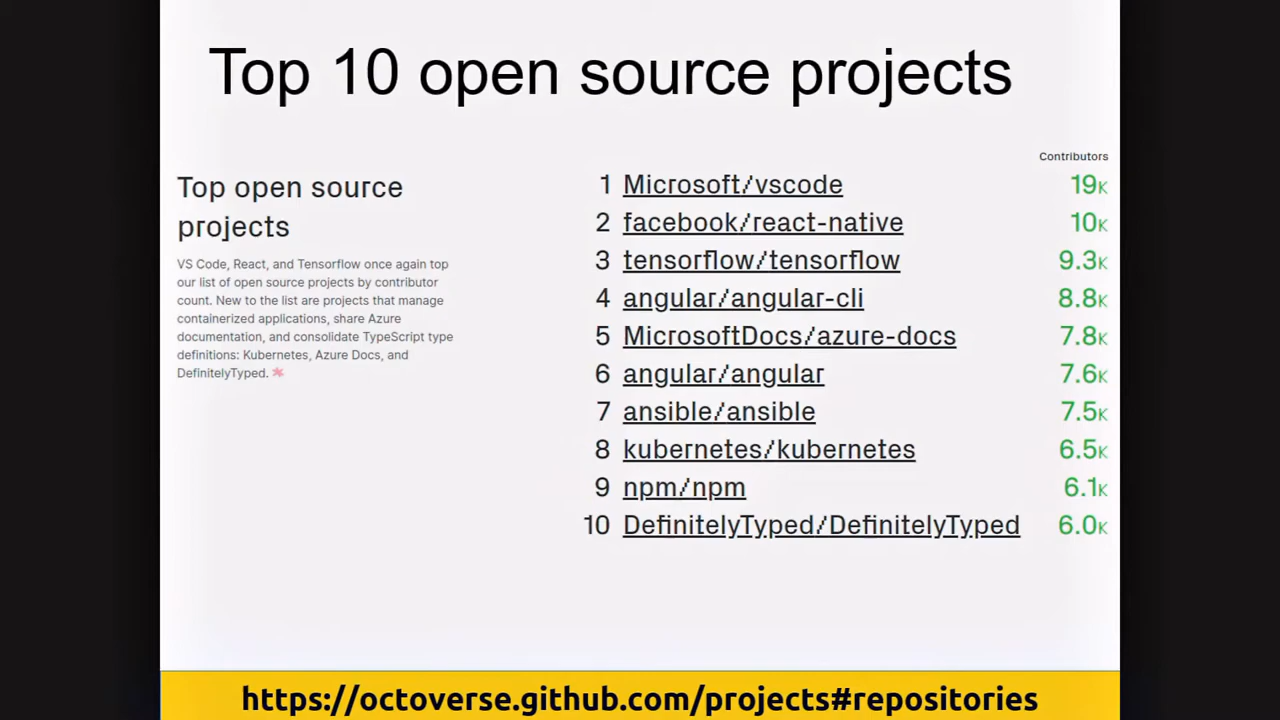 Top 10 open source projects
Top open source
projects
VS Code, React, and Tensorflow once again top
our list of open source projects by contributor
count. New to the list are projects that manage
containerized applications, share Azure
documentation, and consolidate TypeScript type
definitions: Kubernetes, Azure Docs, and
DefinitelyTyped.
Contributors
1 Microsoft/vscode 19K
2 facebook/react-native 10K
3 tensorflow/tensorflow 9.3K
4 angular/angular-cli 8.8K
5 MicrosoftDocs/azure-docs 7.8K
6 angular/angular 7.6K
7 ansible/ansible 7.5K
8 kubernetes/kubernetes 6.5K
9 npm/npm 6.1K
10 DefinitelyTyped/DefinitelyTyped 6.0K
https://octoverse.github.com/projects#repositories